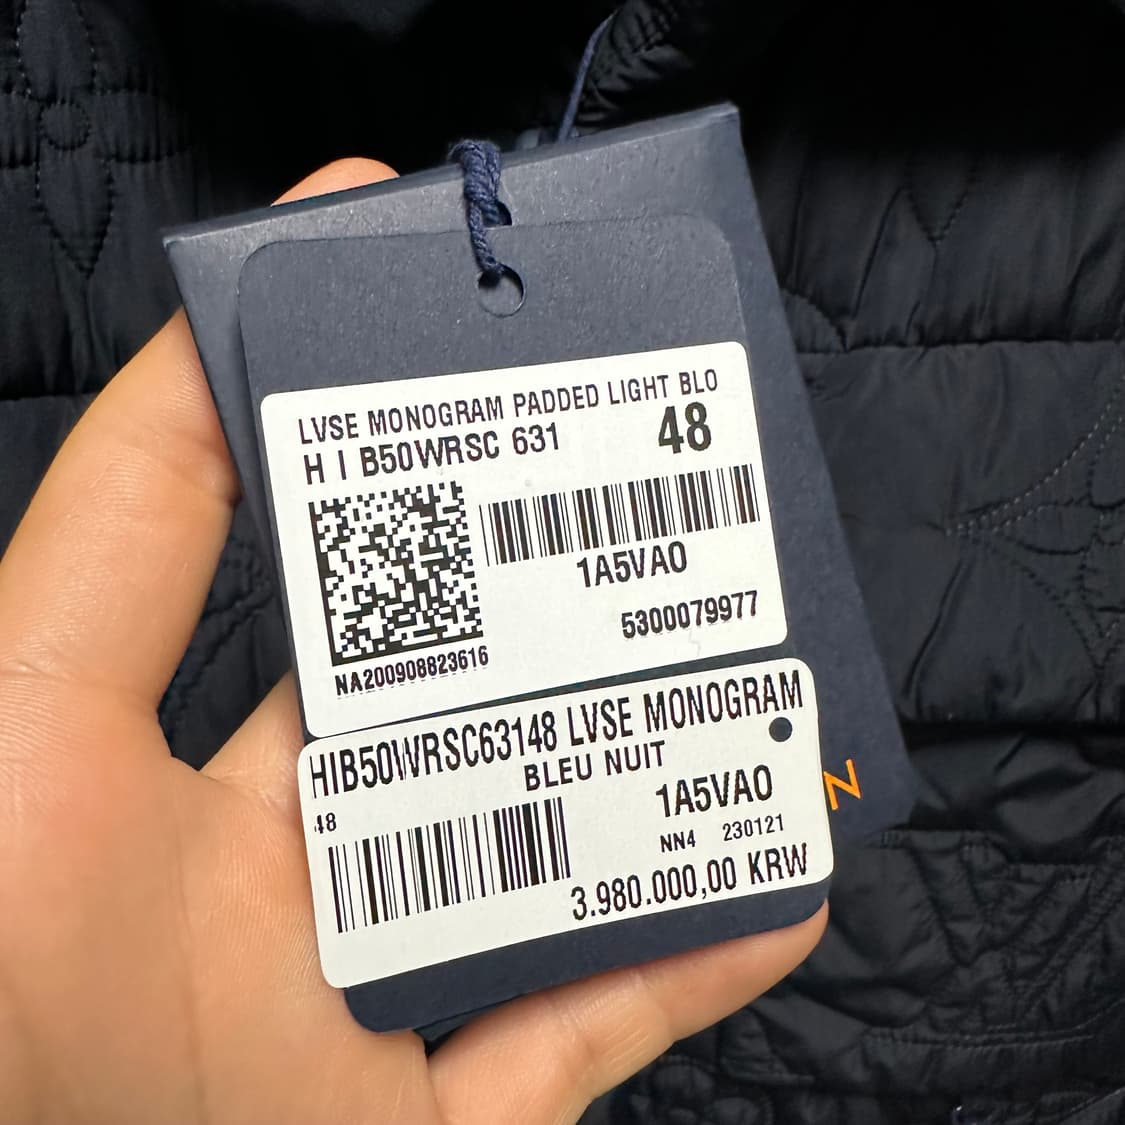 LVSE MONOGRAM PADDED LIGHT BLO
H I B50WRSC 631
48
1A5VAO
5300079977
NA200908823616
HIB50WRSC63148 LVSE MONOGRAM
BLEU NUIT
48
1A5VAO
NN4 230121
3.980.000,00 KRW
N